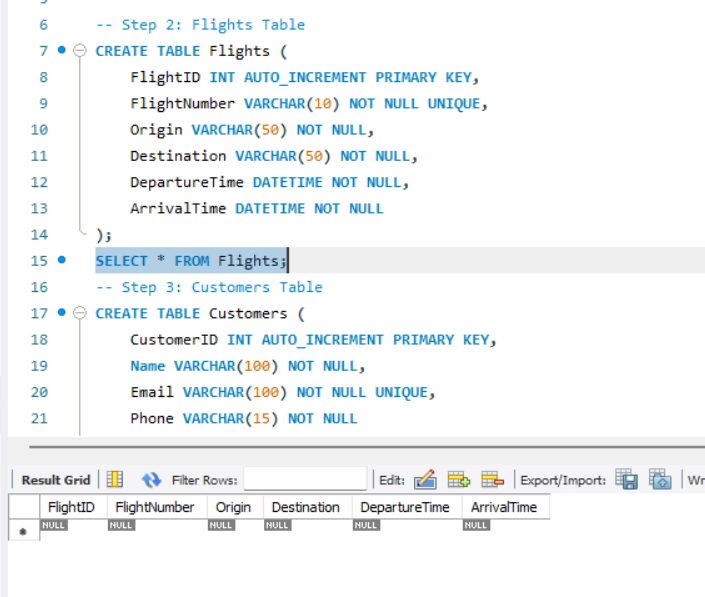 6 -- Step 2: Flights Table
7 CREATE TABLE Flights (
8 FlightID INT AUTO_INCREMENT PRIMARY KEY,
9 FlightNumber VARCHAR(10) NOT NULL UNIQUE,
10 Origin VARCHAR(50) NOT NULL,
11 Destination VARCHAR(50) NOT NULL,
12 DepartureTime DATETIME NOT NULL,
13 ArrivalTime DATETIME NOT NULL
14 );
15 SELECT * FROM Flights;
16 -- Step 3: Customers Table
17 CREATE TABLE Customers (
18 CustomerID INT AUTO_INCREMENT PRIMARY KEY,
19 Name VARCHAR(100) NOT NULL,
20 Email VARCHAR(100) NOT NULL UNIQUE,
21 Phone VARCHAR(15) NOT NULL
Result Grid Filter Rows: Edit: Export/Import: Wr
FlightID FlightNumber Origin Destination DepartureTime ArrivalTime
NULL NULL NULL NULL NULL NULL